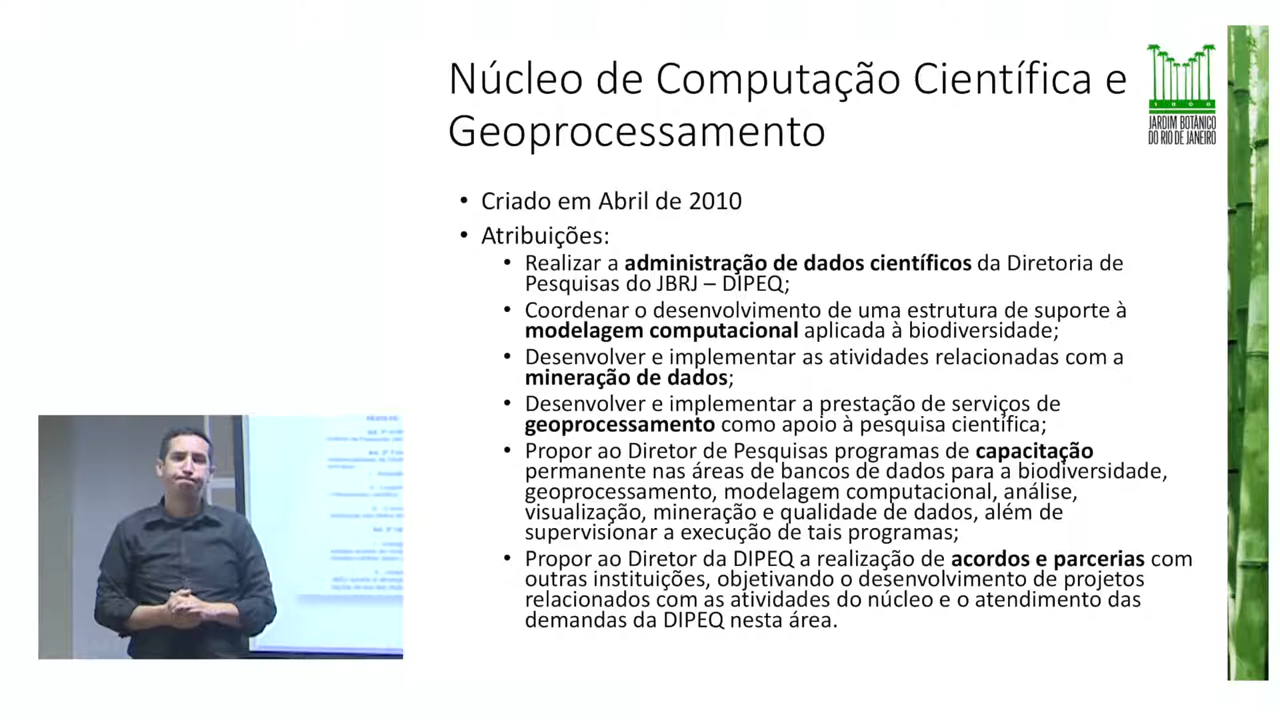 Núcleo de Computação Científica e
Geoprocessamento
1808
JARDIM BOTÂNICO
DO RIO DE JANEIRO
• Criado em Abril de 2010
• Atribuições:
• Realizar a administração de dados científicos da Diretoria de
Pesquisas do JBRJ – DIPEQ;
• Coordenar o desenvolvimento de uma estrutura de suporte à
modelagem computacional aplicada à biodiversidade;
• Desenvolver e implementar as atividades relacionadas com a
mineração de dados;
• Desenvolver e implementar a prestação de serviços de
geoprocessamento como apoio à pesquisa científica;
• Propor ao Diretor de Pesquisas programas de capacitação
permanente nas áreas de bancos de dados para a biodiversidade,
geoprocessamento, modelagem computacional, análise,
visualização, mineração e qualidade de dados, além de
supervisionar a execução de tais programas;
• Propor ao Diretor da DIPEQ a realização de acordos e parcerias com
outras instituições, objetivando o desenvolvimento de projetos
relacionados com as atividades do núcleo e o atendimento das
demandas da DIPEQ nesta área.